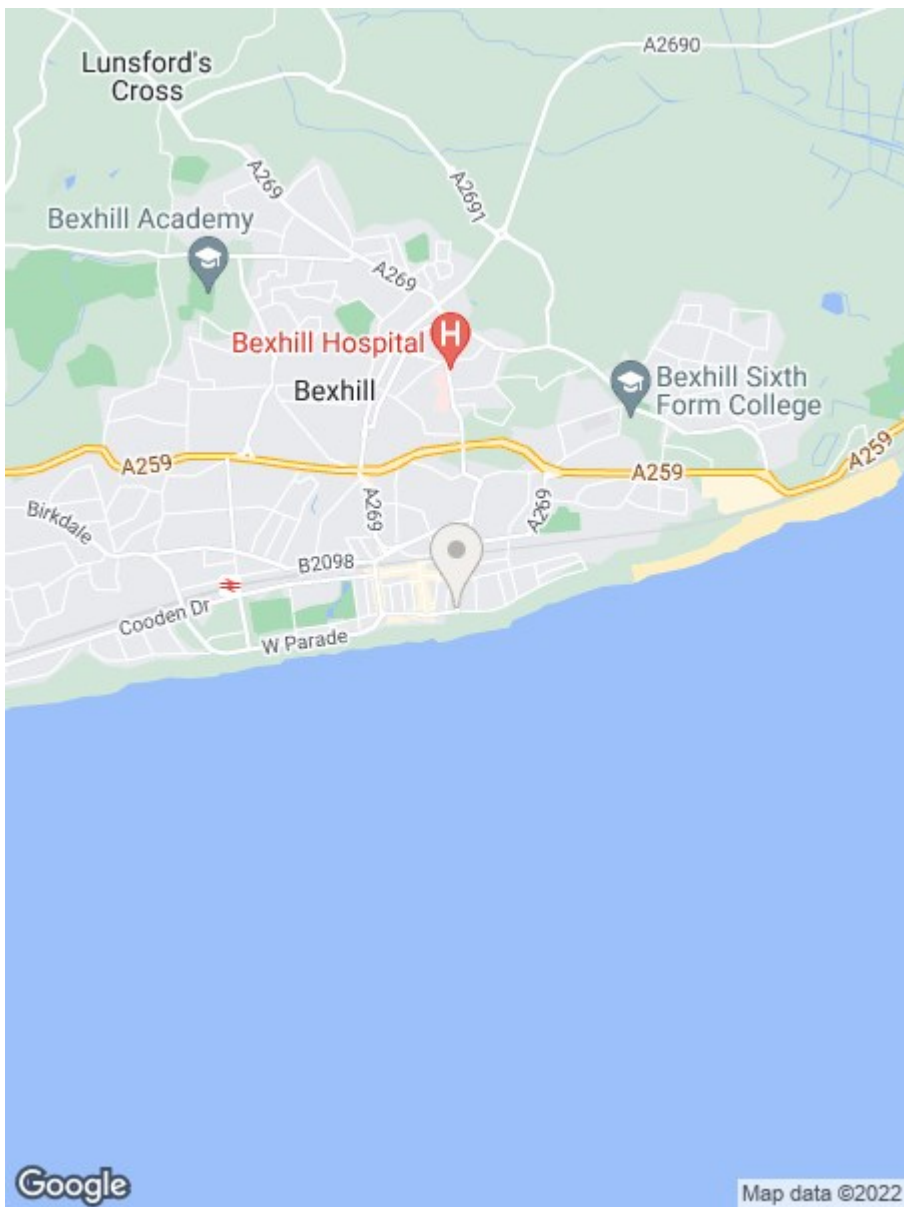 A2690
Lunsford's
Cross
A269
A2691
Bexhill Academy
A269
Bexhill Hospital
H
Bexhill
Bexhill Sixth
Form College
A259
A259
A259
Birkdale
A269
A269
B2098
Cooden Dr
W Parade
Google
Map data ©2022